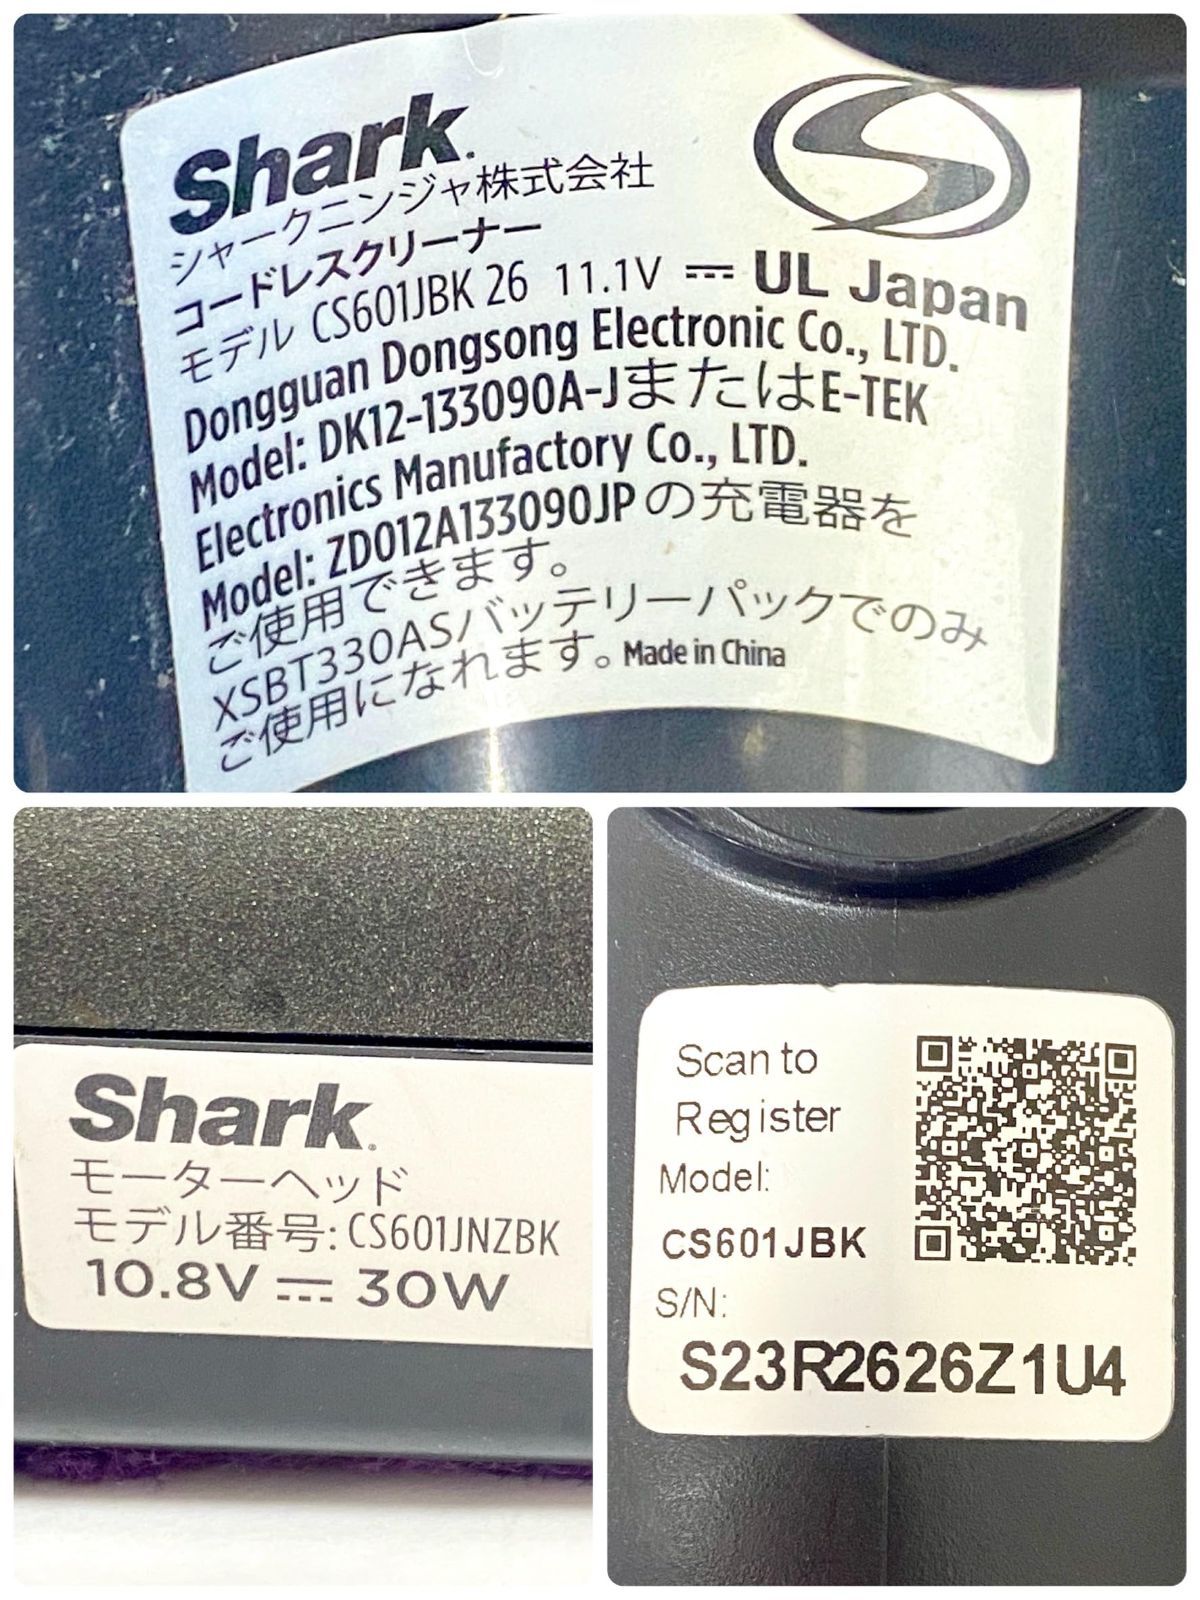 Shark.
シャークニンジャ株式会社
コードレスクリーナー
モデル CS601JBK 26 11.1V ⎓ UL Japan
Dongguan Dongsong Electronic Co., LTD.
Model: DK12-133090A-JまたはE-TEK
Electronics Manufactory Co., LTD.
Model: ZD012A133090JPの充電器を
ご使用できます。
XSBT330ASバッテリーパックでのみ
ご使用になれます。Made in China
Shark.
モーターヘッド
モデル番号: CS601JNZBK
10.8V ⎓ 30W
Scan to
Register
Model:
CS601JBK
S/N:
S23R2626Z1U4